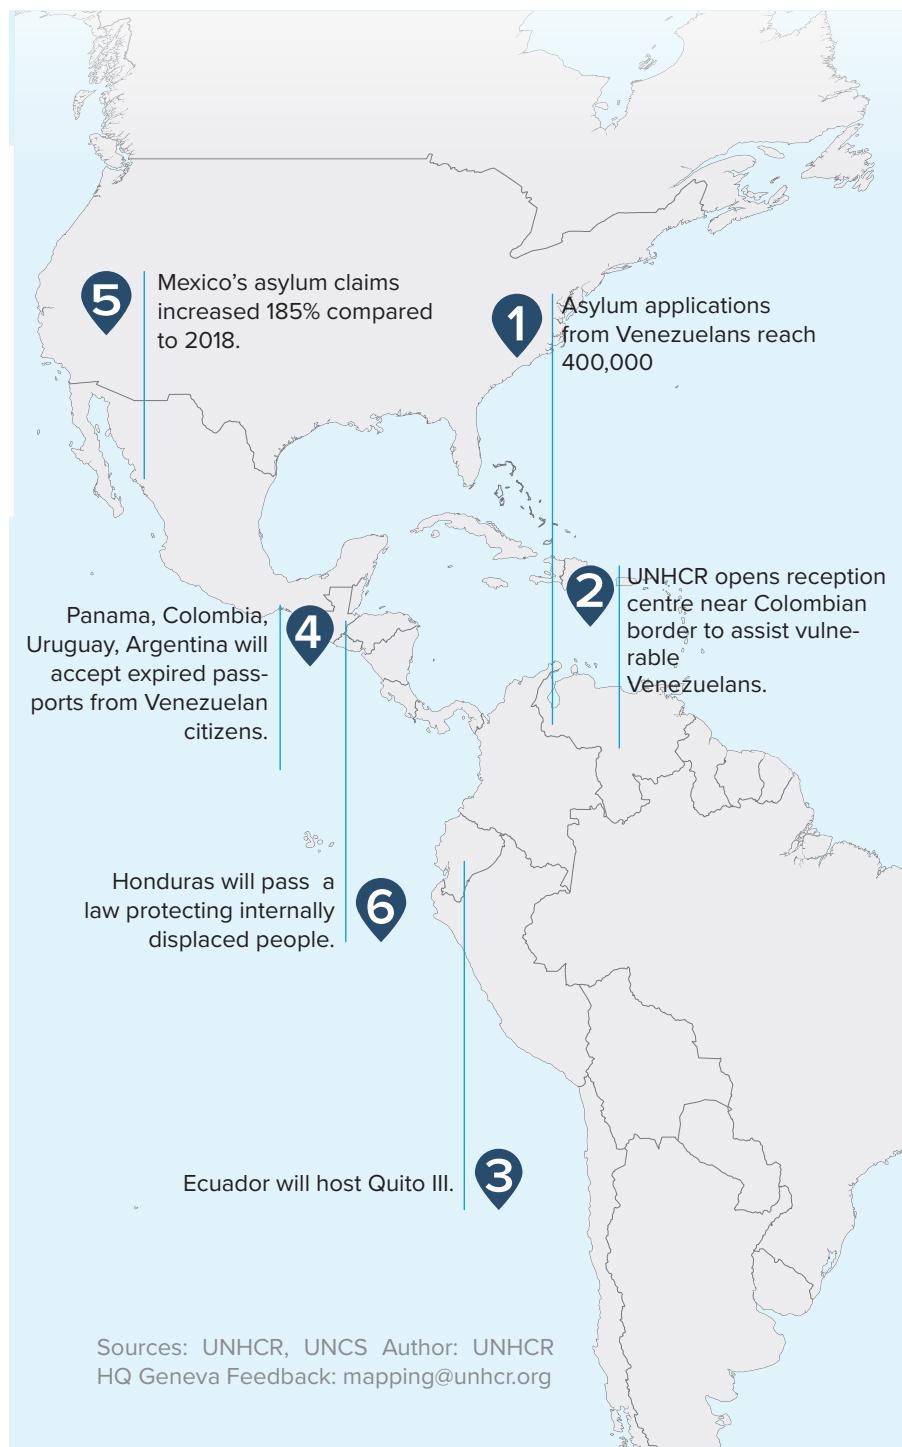 5
Mexico’s asylum claims
increased 185% compared
to 2018.
1
Asylum applications
from Venezuelans reach
400,000
2
UNHCR opens reception
centre near Colombian
border to assist vulne-
rable
Venezuelans.
Panama, Colombia,
Uruguay, Argentina will
accept expired pass-
ports from Venezuelan
citizens.
4
Honduras will pass a
law protecting internally
displaced people.
6
Ecuador will host Quito III.
3
Sources: UNHCR, UNCS Author: UNHCR
HQ Geneva Feedback: mapping@unhcr.org